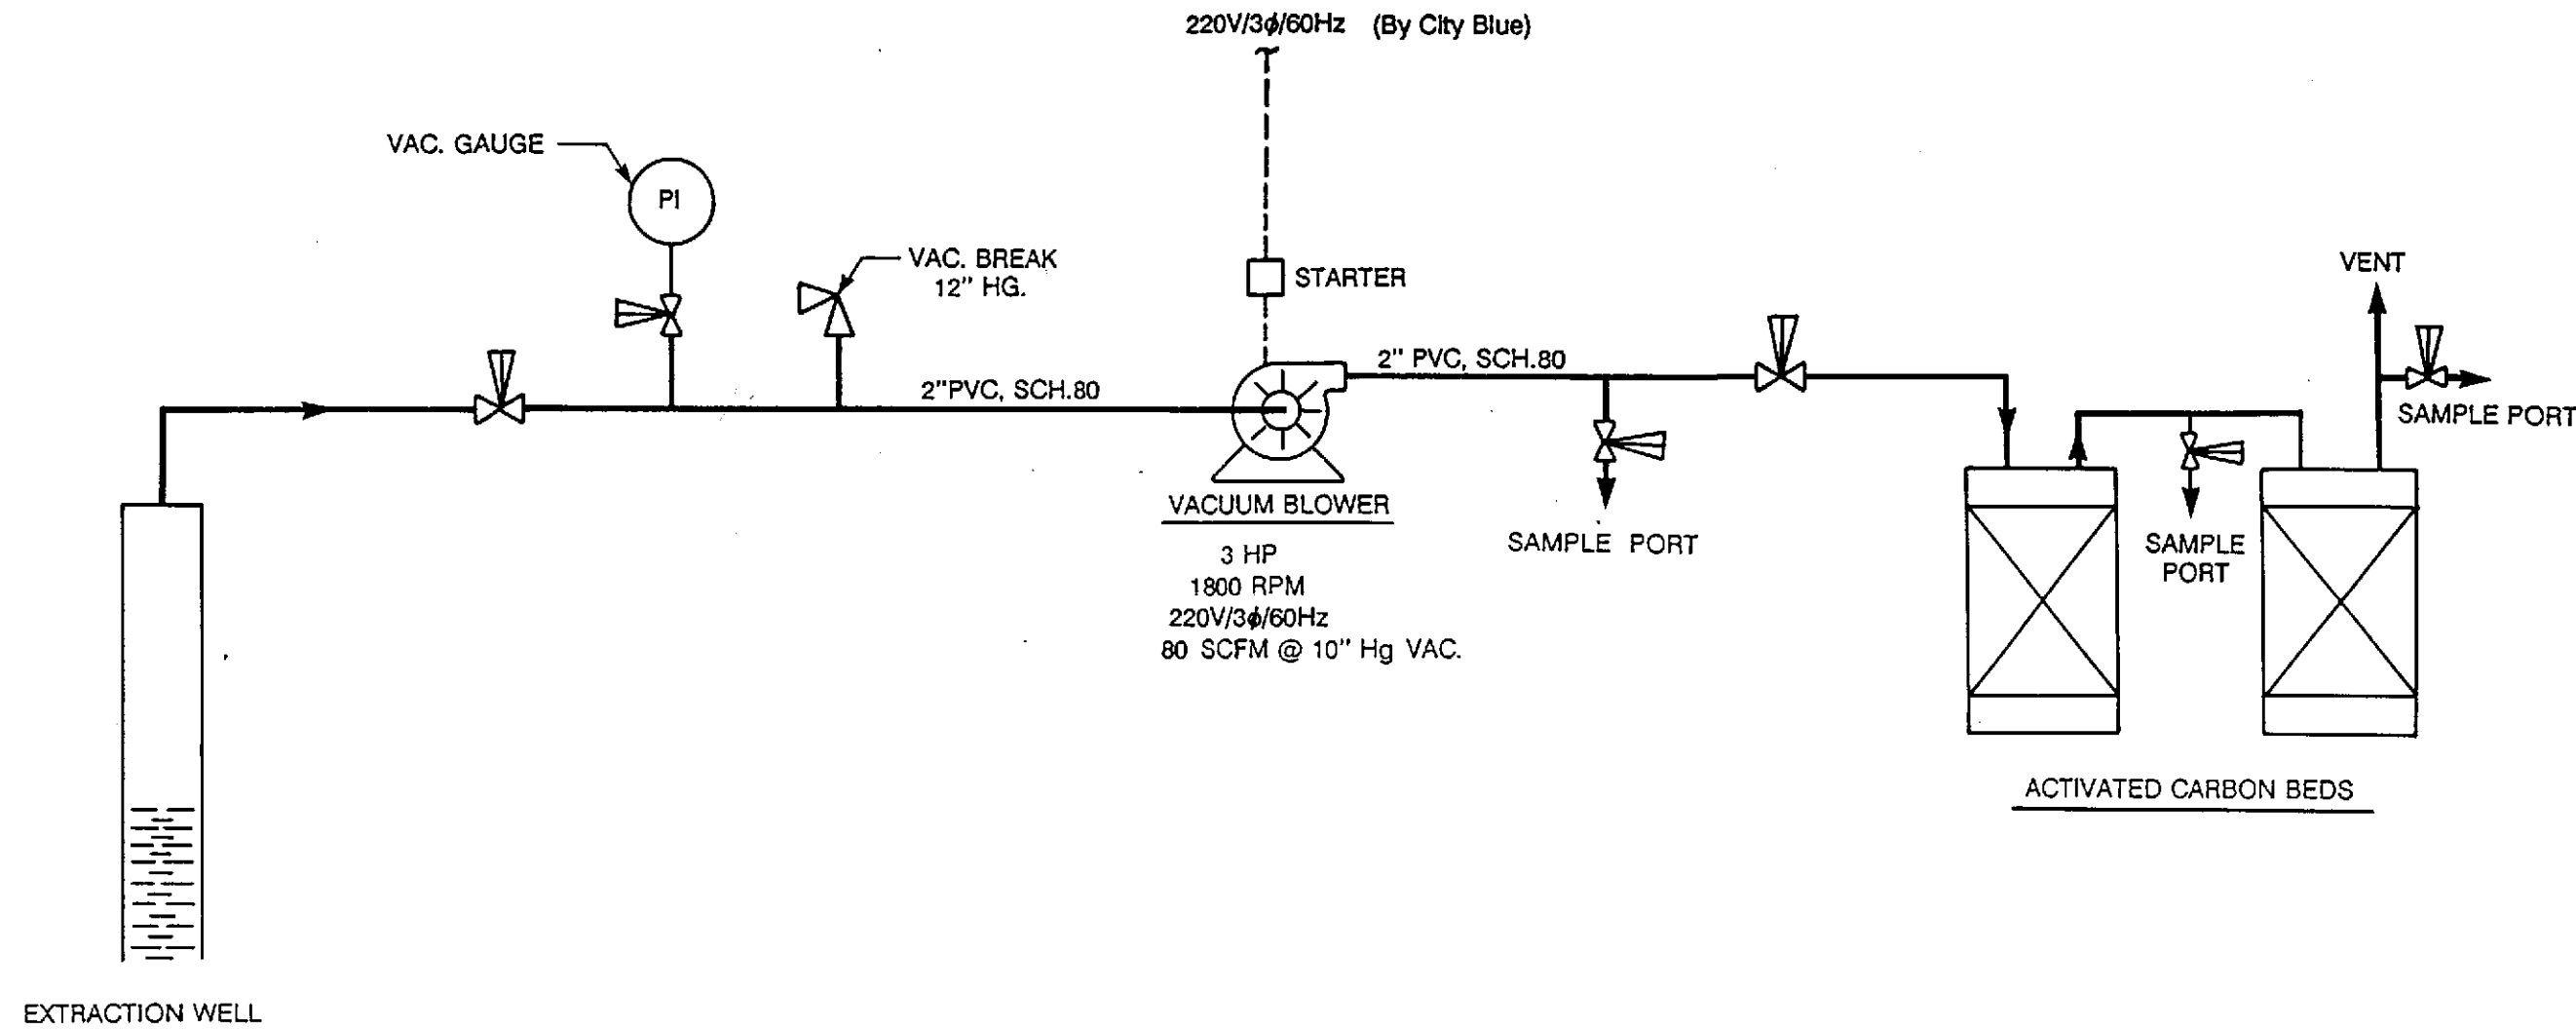 220V/3ϕ/60Hz (By City Blue)
VAC. GAUGE
PI
VAC. BREAK
12" HG.
STARTER
VENT
2"PVC, SCH.80
2" PVC, SCH.80
SAMPLE PORT
VACUUM BLOWER
3 HP
1800 RPM
220V/3ϕ/60Hz
80 SCFM @ 10" Hg VAC.
SAMPLE PORT
SAMPLE
PORT
ACTIVATED CARBON BEDS
EXTRACTION WELL